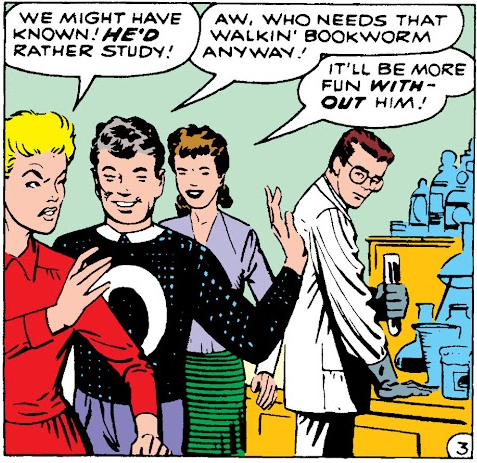 WE MIGHT HAVE
KNOWN! HE'D
RATHER STUDY!
AW, WHO NEEDS THAT
WALKIN' BOOKWORM
ANYWAY!
IT'LL BE MORE
FUN WITH-
OUT HIM!
3